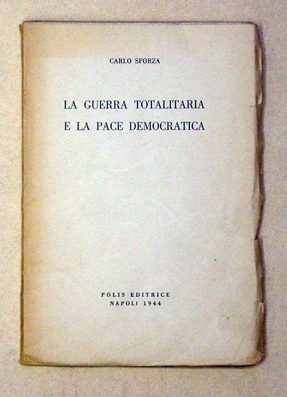 CARLO SFORZA
LA GUERRA TOTALITARIA
E LA PACE DEMOCRATICA
POLIS EDITRICE
NAPOLI 1944